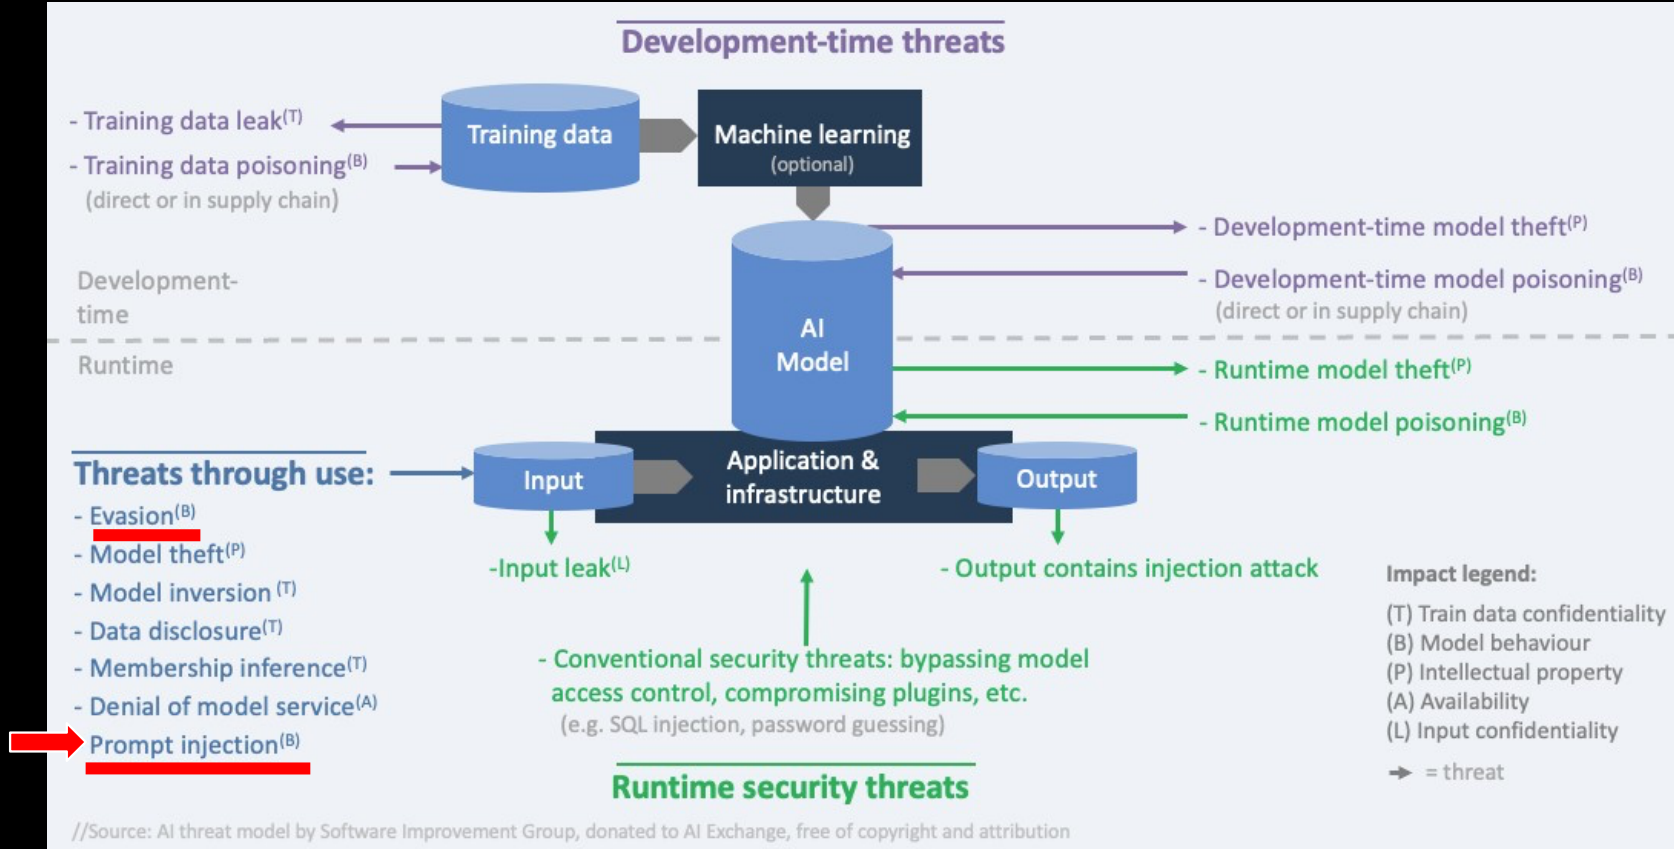 Development-time threats
- Training data leak(T)
- Training data poisoning(B)
(direct or in supply chain)
Training data
Machine learning
(optional)
- Development-time model theft(P)
- Development-time model poisoning(B)
(direct or in supply chain)
Development-
time
AI
Model
Runtime
- Runtime model theft(P)
- Runtime model poisoning(B)
Threats through use:
- Evasion(B)
- Model theft(P)
- Model inversion (T)
- Data disclosure(T)
- Membership inference(T)
- Denial of model service(A)
Prompt injection(B)
Input
Application &
infrastructure
Output
-Input leak(L)
- Output contains injection attack
- Conventional security threats: bypassing model
access control, compromising plugins, etc.
(e.g. SQL injection, password guessing)
Runtime security threats
Impact legend:
(T) Train data confidentiality
(B) Model behaviour
(P) Intellectual property
(A) Availability
(L) Input confidentiality
= threat
//Source: AI threat model by Software Improvement Group, donated to AI Exchange, free of copyright and attribution